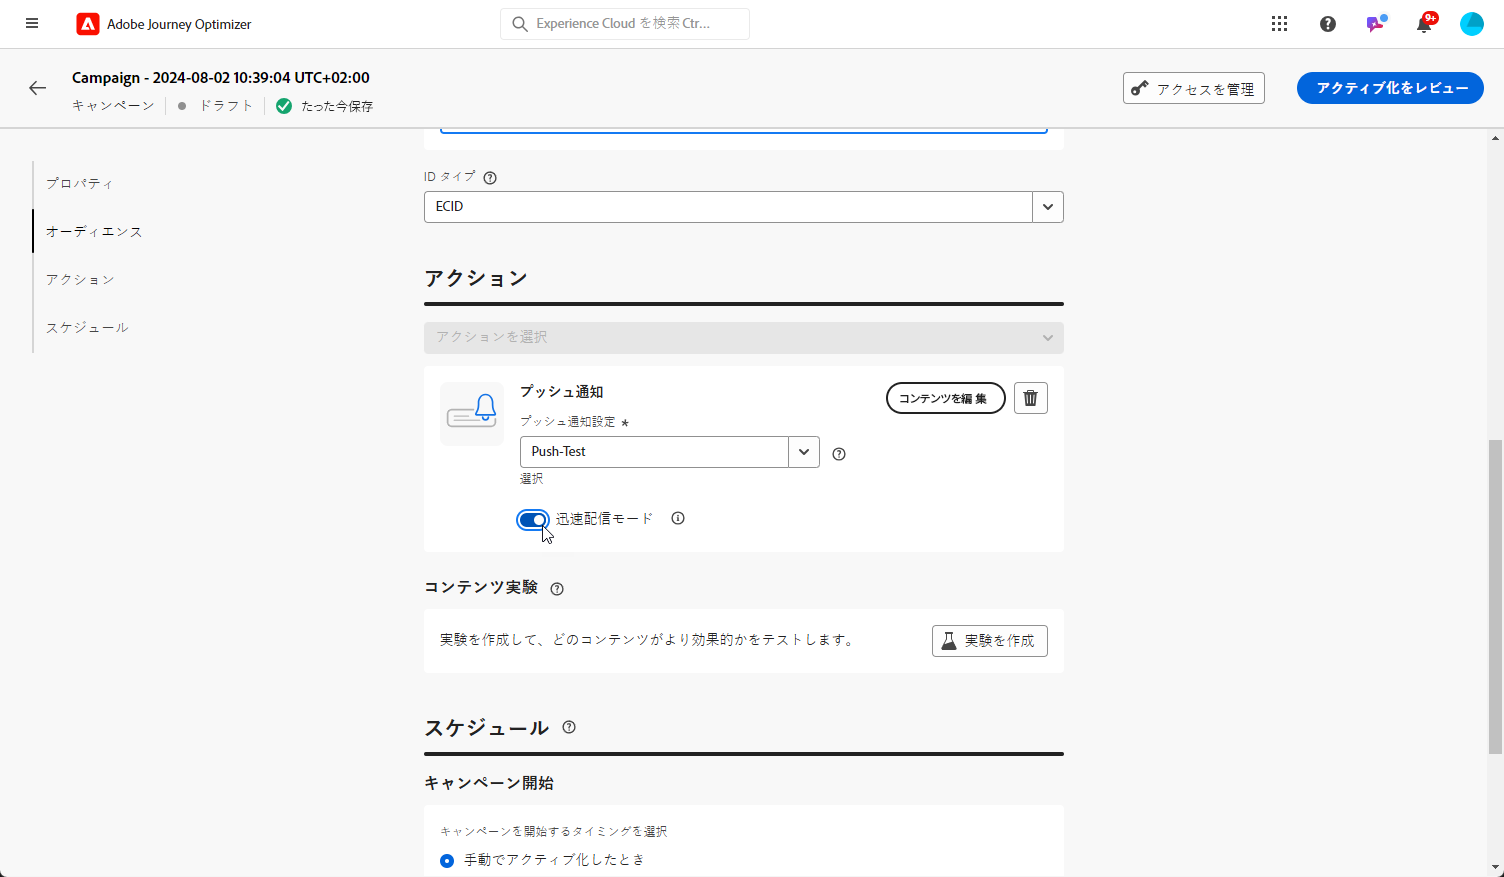 Adobe Journey Optimizer
Experience Cloud を検索 Ctr...
9+
Campaign - 2024-08-02 10:39:04 UTC+02:00
キャンペーン
ドラフト
たった今保存
アクセスを管理
アクティブ化をレビュー
プロパティ
オーディエンス
アクション
スケジュール
ID タイプ
ECID
アクション
アクションを選択
プッシュ通知
コンテンツを編集
プッシュ通知設定 *
Push-Test
選択
迅速配信モード
コンテンツ実験
実験を作成して、どのコンテンツがより効果的かをテストします。
実験を作成
スケジュール
キャンペーン開始
キャンペーンを開始するタイミングを選択
手動でアクティブ化したとき